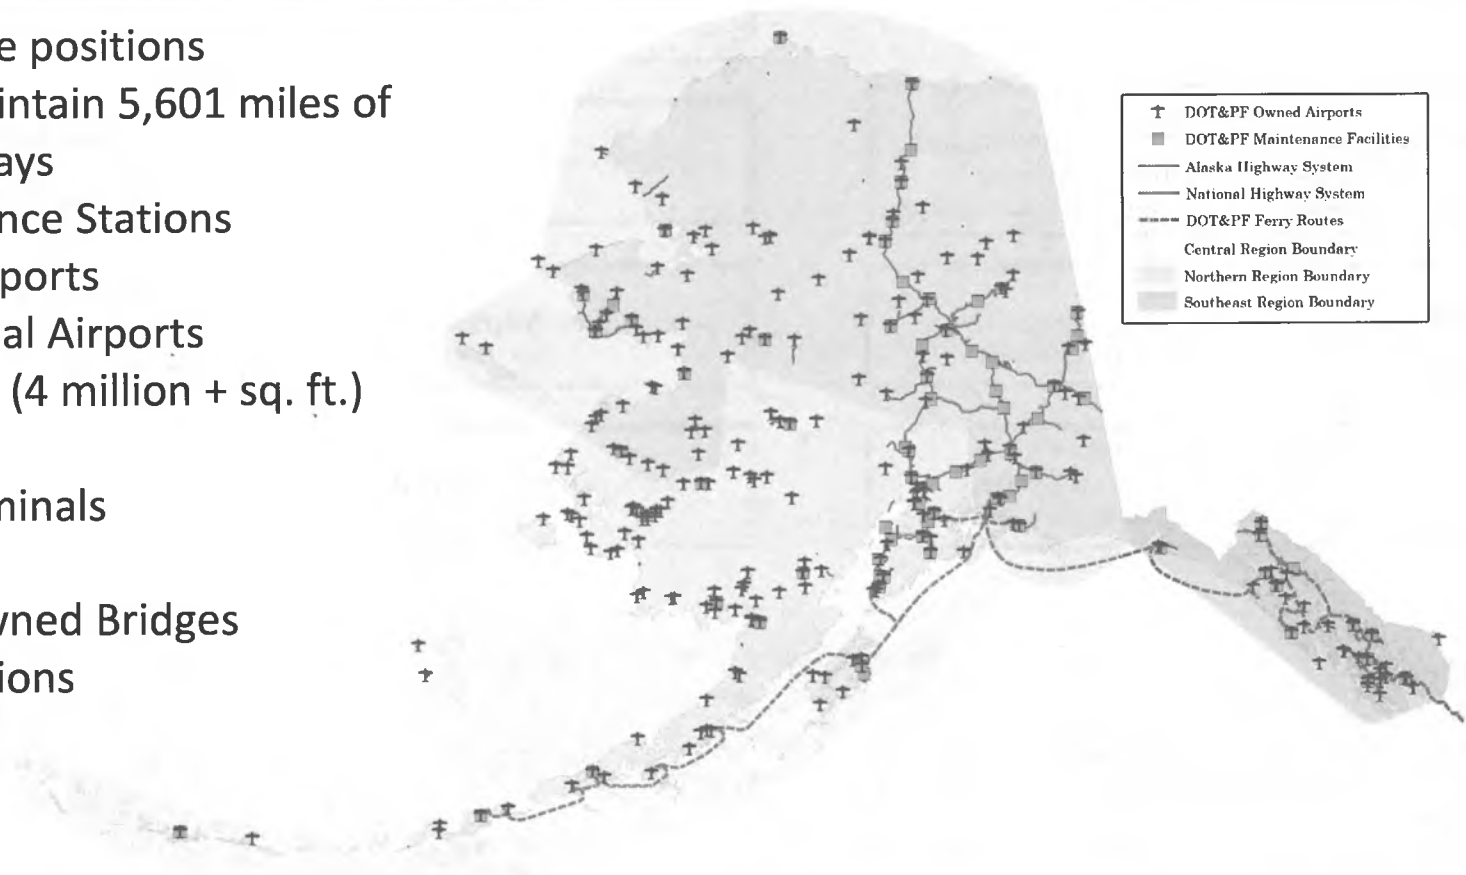 e positions
intain 5,601 miles of
ays
nce Stations
ports
al Airports
(4 million + sq. ft.)
minals
wned Bridges
ions
DOT&PF Owned Airports
DOT&PF Maintenance Facilities
Alaska Highway System
National Highway System
DOT&PF Ferry Routes
Central Region Boundary
Northern Region Boundary
Southeast Region Boundary